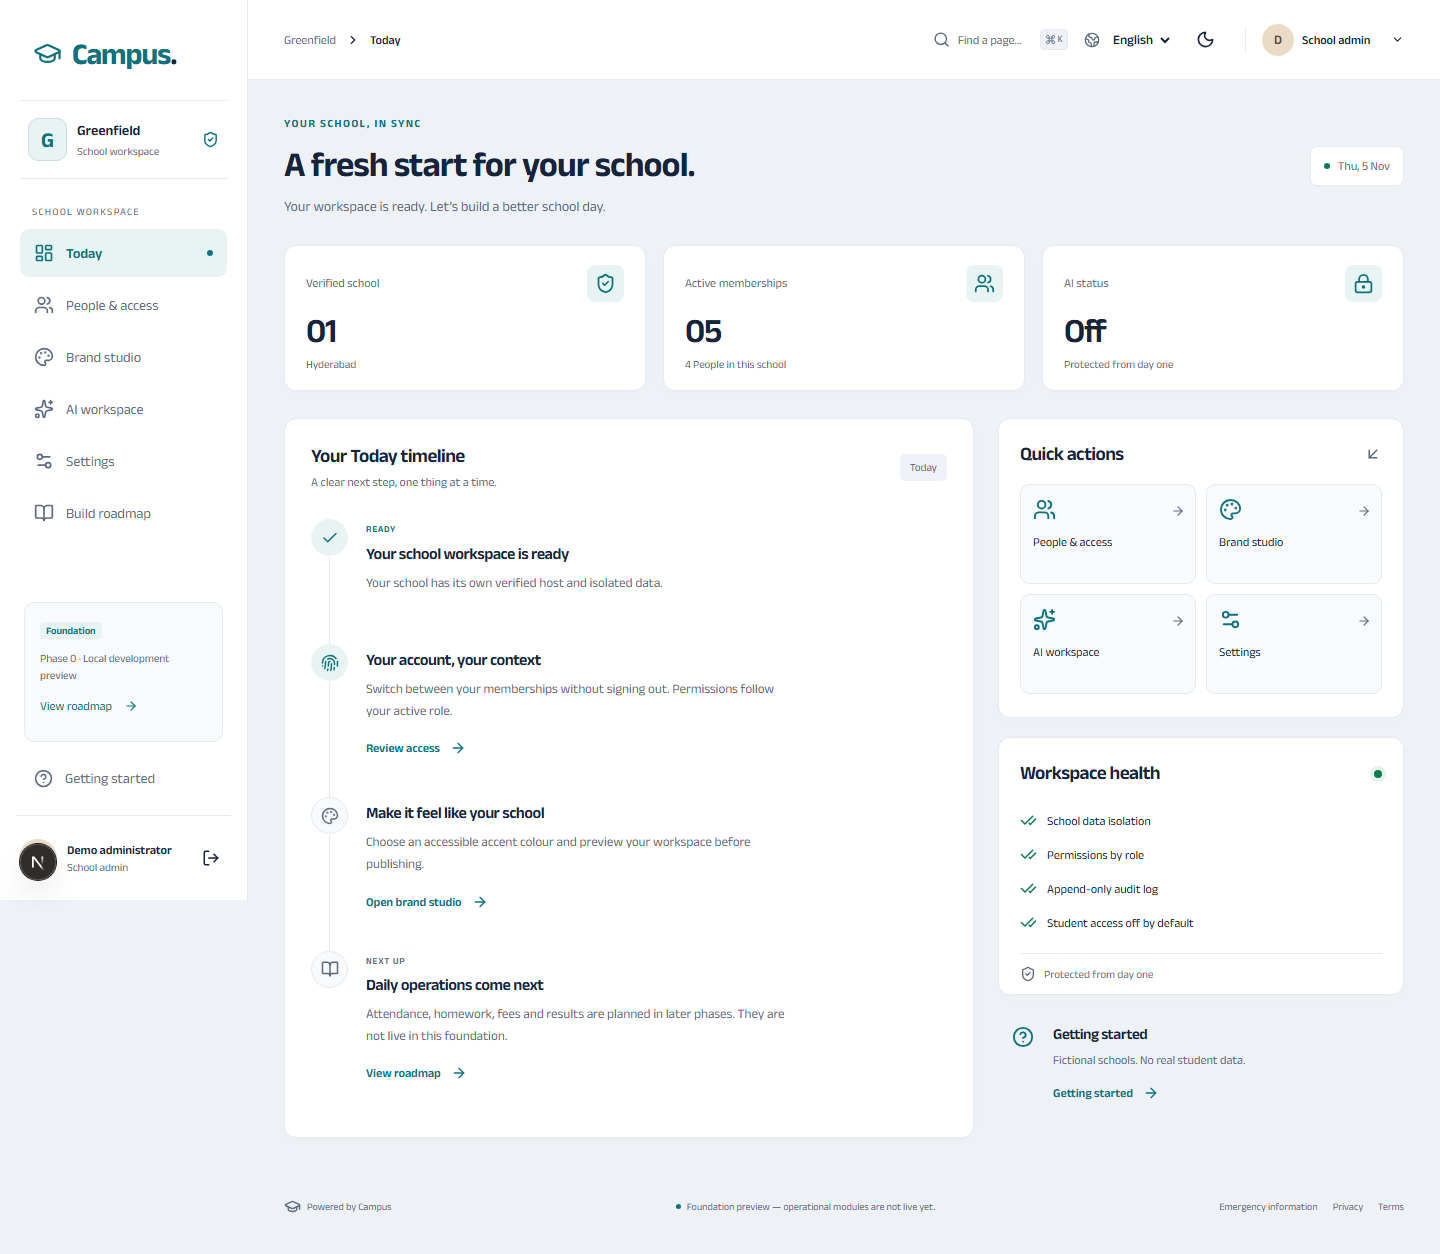 Campus.
G
Greenfield
School workspace
SCHOOL WORKSPACE
Today
People & access
Brand studio
AI workspace
Settings
Build roadmap
Foundation
Phase 0 · Local development
preview
View roadmap
Getting started
N
Demo administrator
School admin
Greenfield
Today
Find a page...
⌘ K
English
D
School admin
YOUR SCHOOL, IN SYNC
A fresh start for your school.
Your workspace is ready. Let's build a better school day.
Thu, 5 Nov
Verified school
01
Hyderabad
Active memberships
05
4 People in this school
AI status
Off
Protected from day one
Your Today timeline
A clear next step, one thing at a time.
Today
READY
Your school workspace is ready
Your school has its own verified host and isolated data.
Your account, your context
Switch between your memberships without signing out. Permissions follow
your active role.
Review access
Make it feel like your school
Choose an accessible accent colour and preview your workspace before
publishing.
Open brand studio
NEXT UP
Daily operations come next
Attendance, homework, fees and results are planned in later phases. They are
not live in this foundation.
View roadmap
Quick actions
People & access
Brand studio
AI workspace
Settings
Workspace health
School data isolation
Permissions by role
Append-only audit log
Student access off by default
Protected from day one
Getting started
Fictional schools. No real student data.
Getting started
Powered by Campus
Foundation preview — operational modules are not live yet.
Emergency information
Privacy
Terms